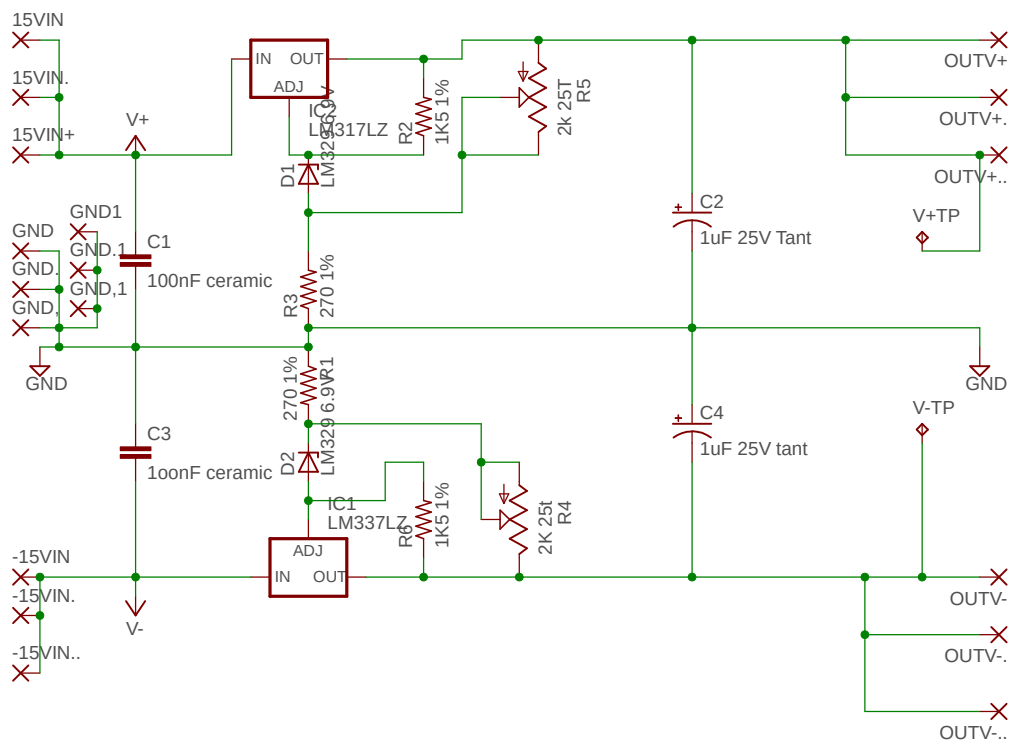 15VIN
15VIN.
15VIN+
V+
IN
OUT
ADJ
IC2
LM317LZ
LM329 6.9V
D1
R2
1K5 1%
2k 25T
R5
OUTV+
OUTV+.
OUTV+..
V+TP
GND
GND.
GND,
GND1
GND.1
GND,1
C1
100nF ceramic
R3
270 1%
C2
1uF 25V Tant
GND
GND
270 1%
R1
LM329 6.9V
D2
C3
1oonF ceramic
C4
1uF 25V tant
V-TP
IC1
LM337LZ
R6
1K5 1%
2K 25t
R4
ADJ
IN
OUT
-15VIN
-15VIN.
-15VIN..
V-
OUTV-
OUTV-.
OUTV-..